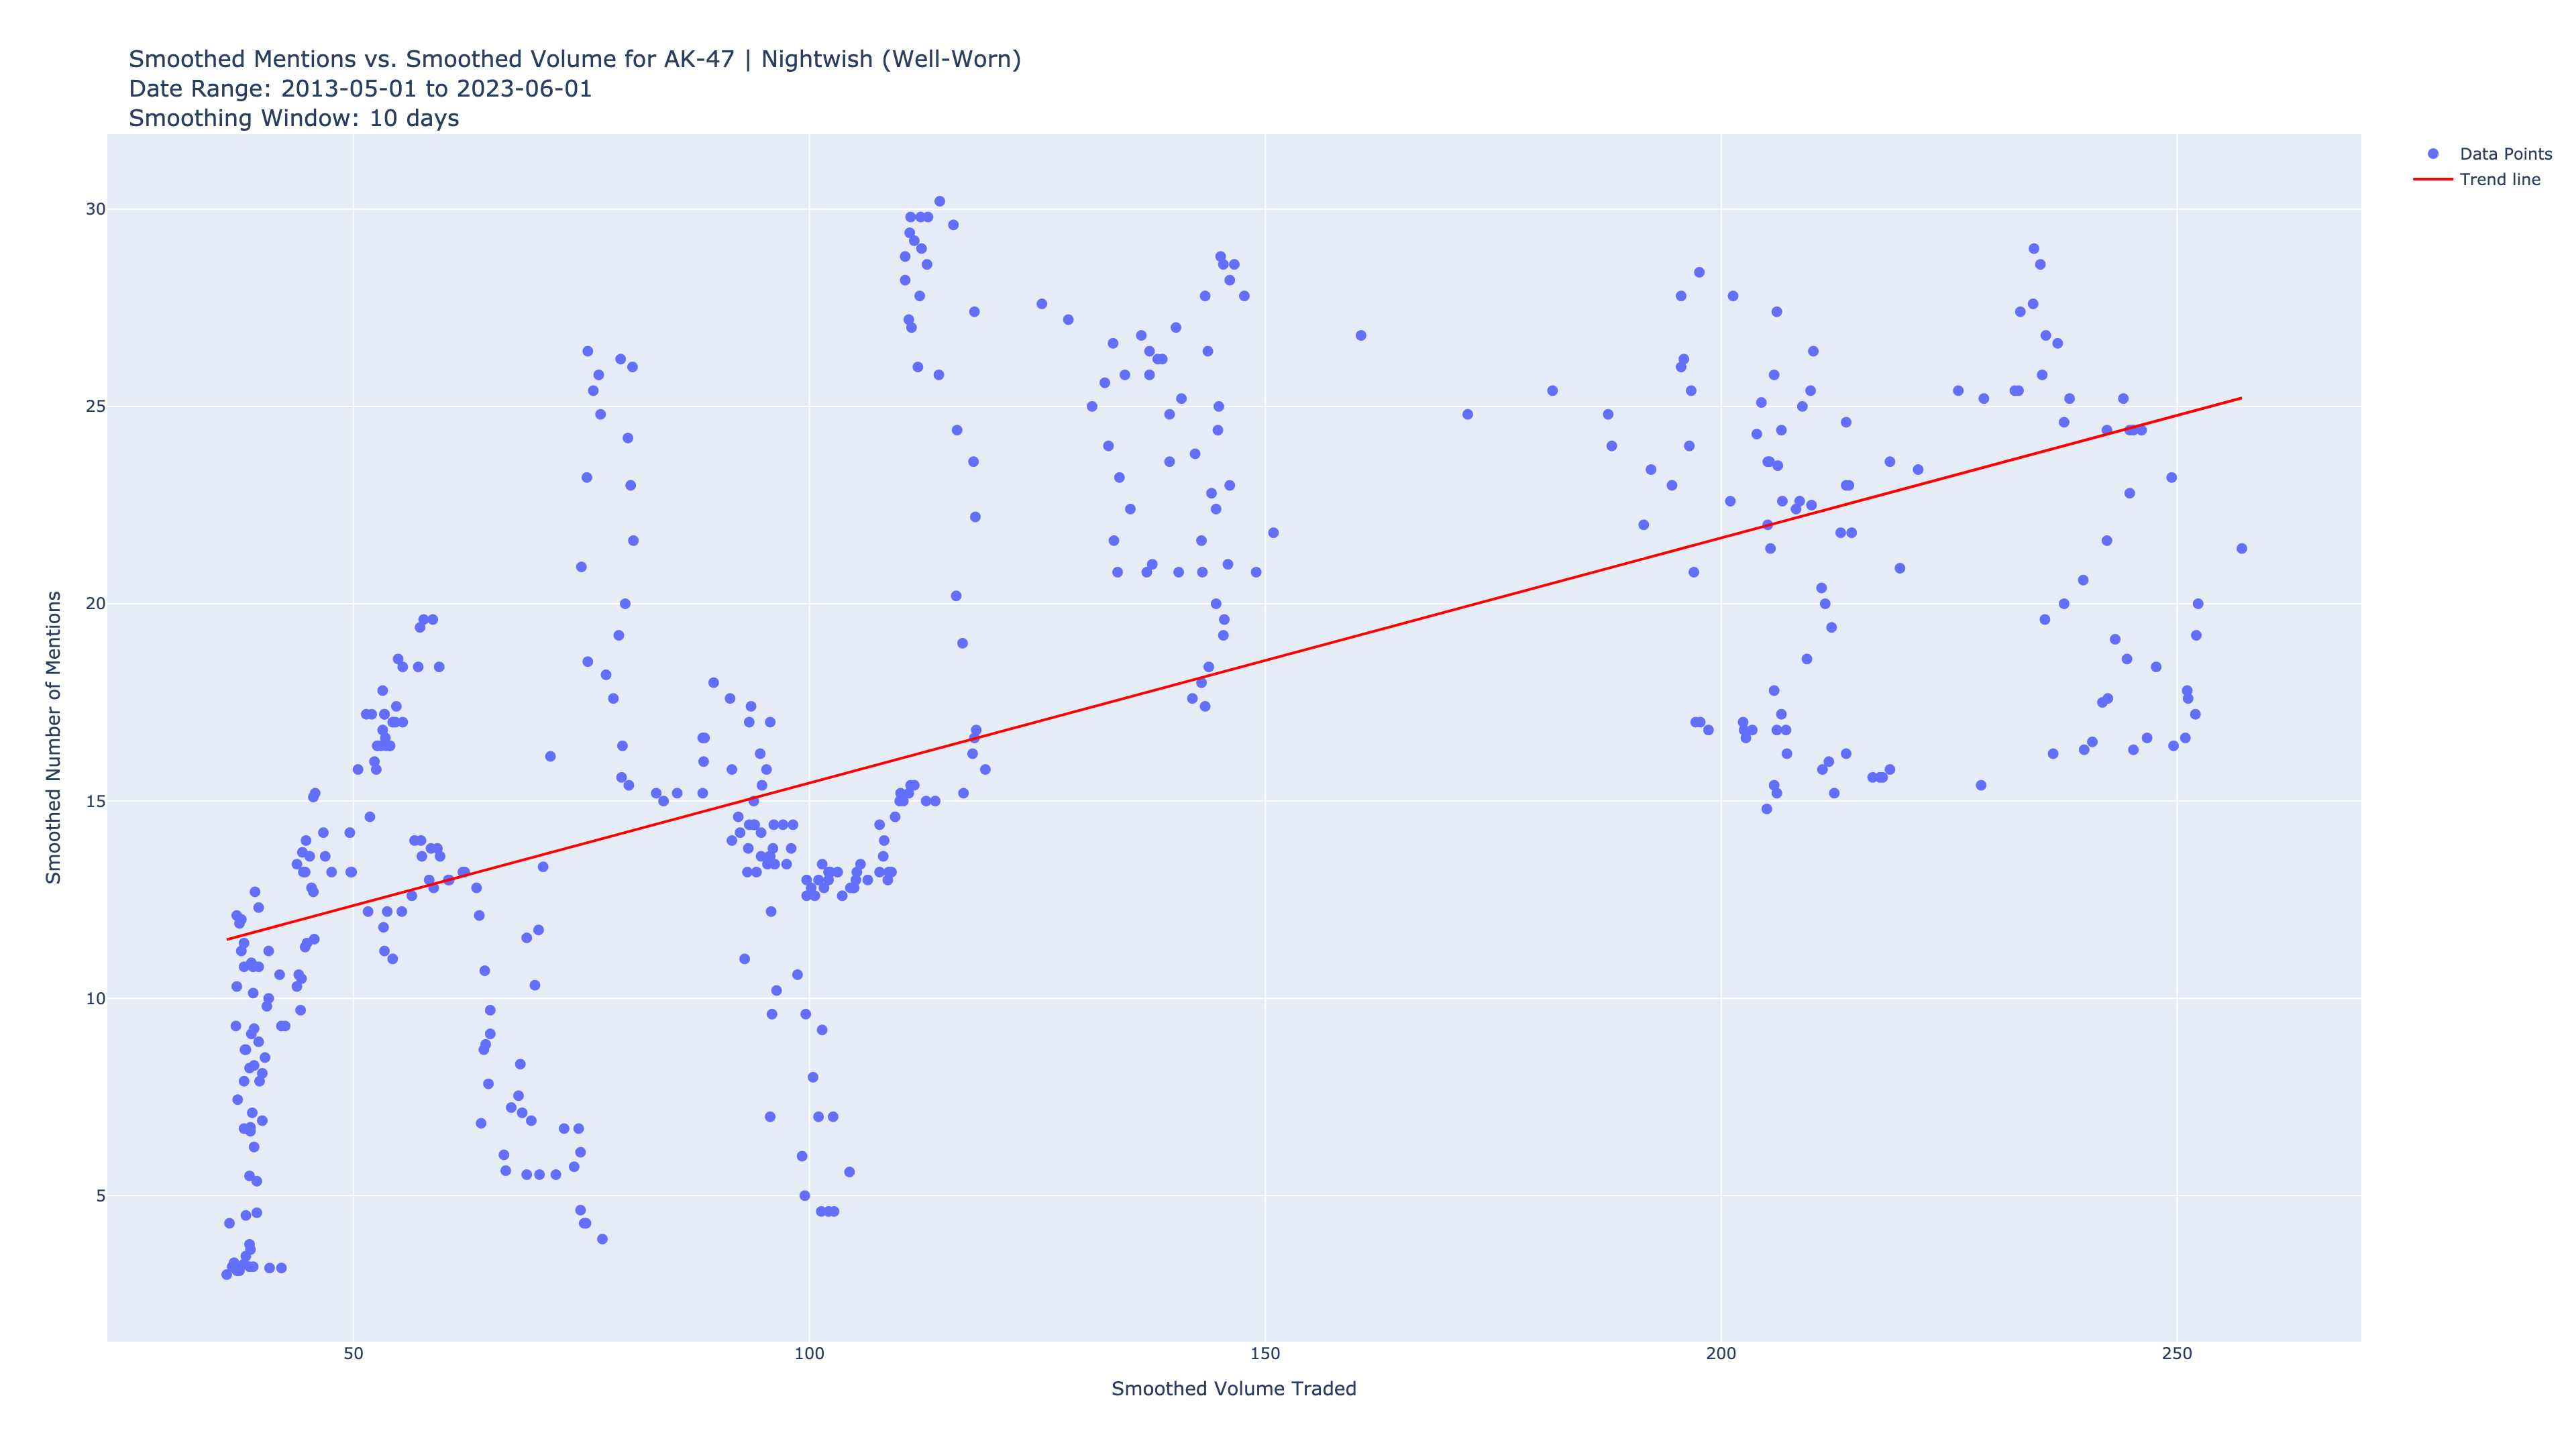 Smoothed Mentions vs. Smoothed Volume for AK-47 | Nightwish (Well-Worn)
Date Range: 2013-05-01 to 2023-06-01
Smoothing Window: 10 days
Data Points
Trend line
30
25
20
15
10
5
Smoothed Number of Mentions
50
100
150
200
250
Smoothed Volume Traded